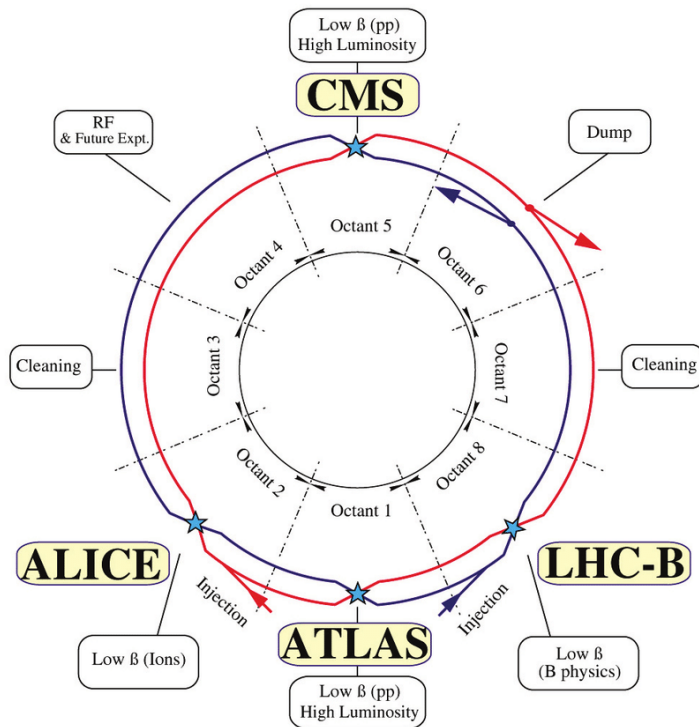 Low ß (pp)
High Luminosity
CMS
RF
& Future Expt.
Dump
Octant 5
Octant 4
Octant 6
Cleaning
Octant 3
Octant 7
Cleaning
Octant 2
Octant 8
Octant 1
ALICE
LHC-B
Injection
Injection
ATLAS
Low ß (Ions)
Low ß
(B physics)
Low ß (pp)
High Luminosity